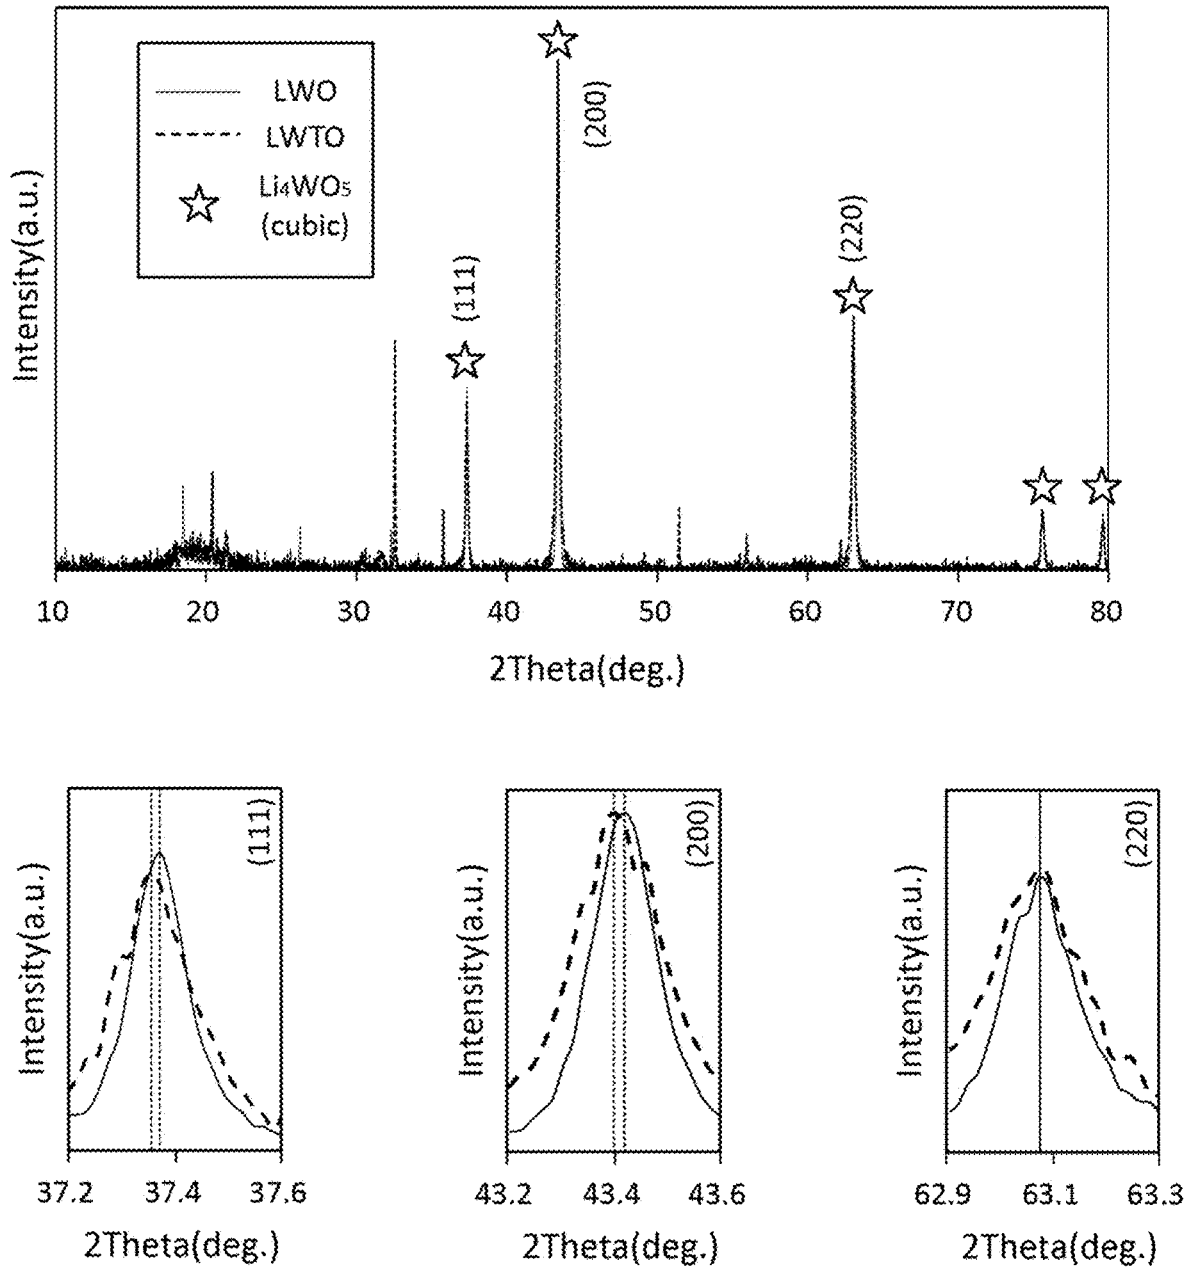 LWO
LWTO
Li₄WO₅
(cubic)
(111)
(200)
(220)
Intensity(a.u.)
10 20 30 40 50 60 70 80
2Theta(deg.)
(111)
Intensity(a.u.)
37.2 37.4 37.6
2Theta(deg.)
(200)
Intensity(a.u.)
43.2 43.4 43.6
2Theta(deg.)
(220)
Intensity(a.u.)
62.9 63.1 63.3
2Theta(deg.)